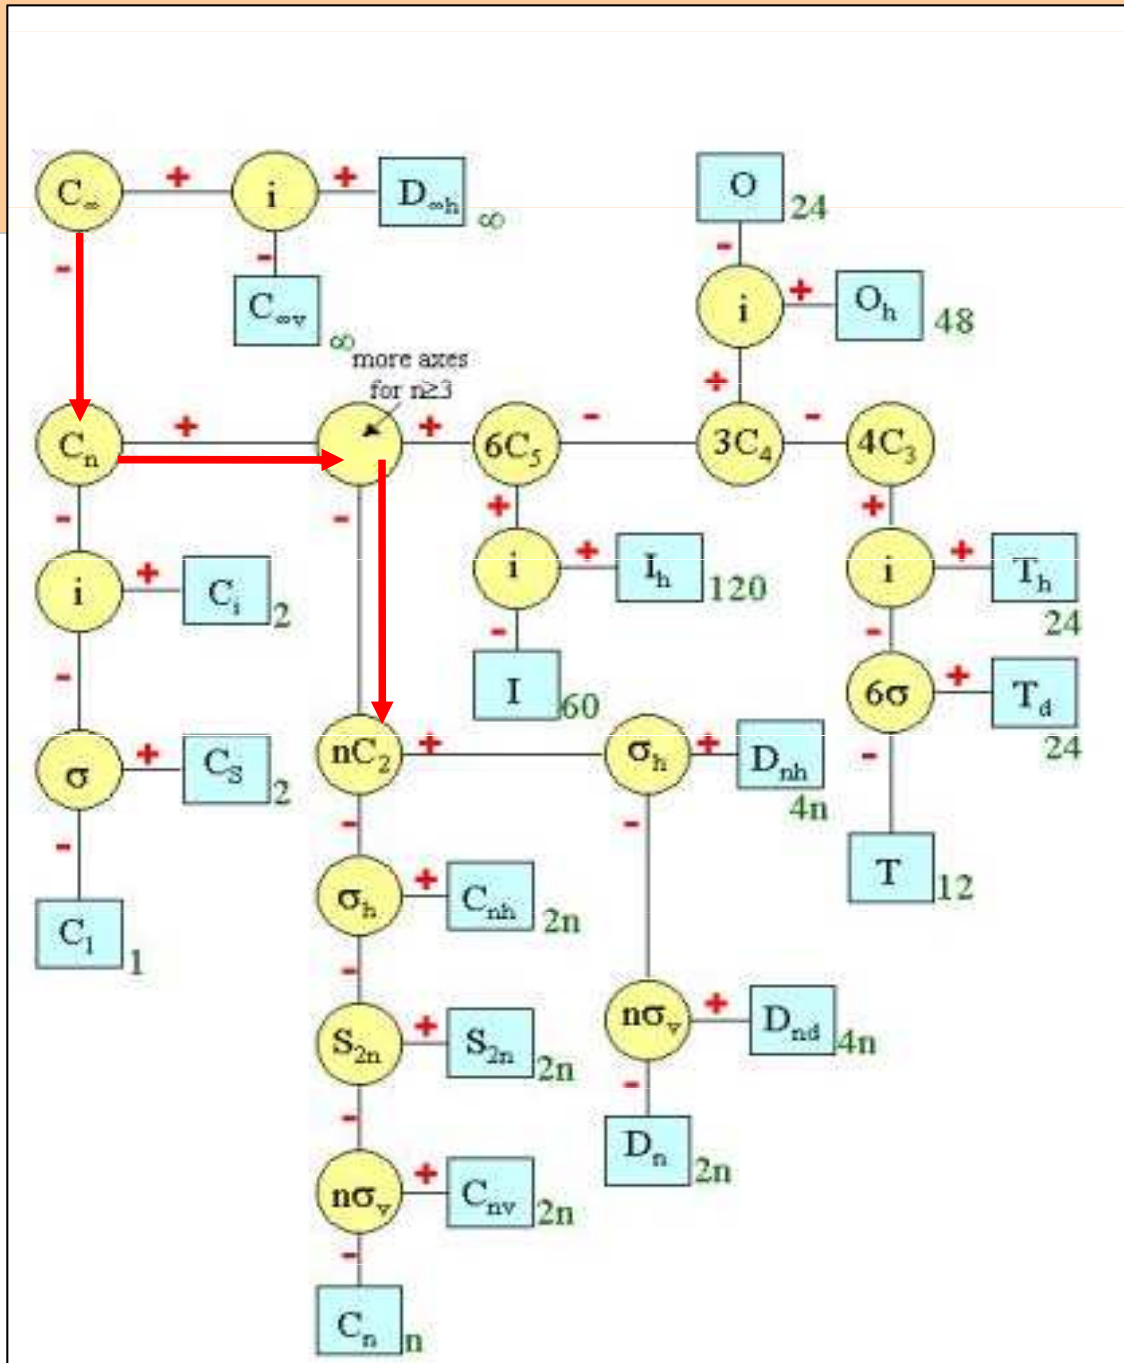 C∞ + i + D∞h ∞
-
C∞v ∞
O 24
-
i + Oh 48
+
-
more axes
for n≥3
Cn + + 6C5 - 3C4 - 4C3
-
i + Ci 2
-
σ + CS 2
-
C1 1
-
+
i + Ih 120
-
I 60
+
i + Th 24
-
6σ + Td 24
-
T 12
nC2 + σh + Dnh 4n
-
σh + Cnh 2n
-
S2n + S2n 2n
-
nσv + Cnv 2n
-
Cn n
-
nσv + Dnd 4n
-
Dn 2n